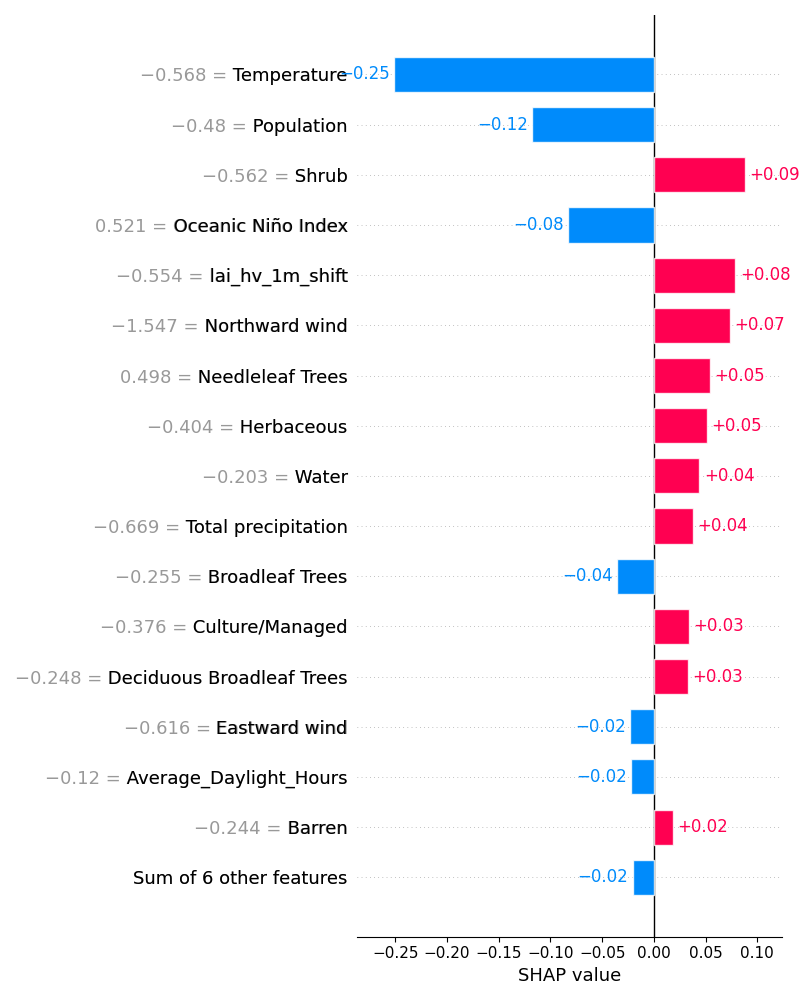 −0.568 = Temperature −0.25
−0.48 = Population −0.12
−0.562 = Shrub +0.09
0.521 = Oceanic Niño Index −0.08
−0.554 = lai_hv_1m_shift +0.08
−1.547 = Northward wind +0.07
0.498 = Needleleaf Trees +0.05
−0.404 = Herbaceous +0.05
−0.203 = Water +0.04
−0.669 = Total precipitation +0.04
−0.255 = Broadleaf Trees −0.04
−0.376 = Culture/Managed +0.03
−0.248 = Deciduous Broadleaf Trees +0.03
−0.616 = Eastward wind −0.02
−0.12 = Average_Daylight_Hours −0.02
−0.244 = Barren +0.02
Sum of 6 other features −0.02
−0.25 −0.20 −0.15 −0.10 −0.05 0.00 0.05 0.10
SHAP value